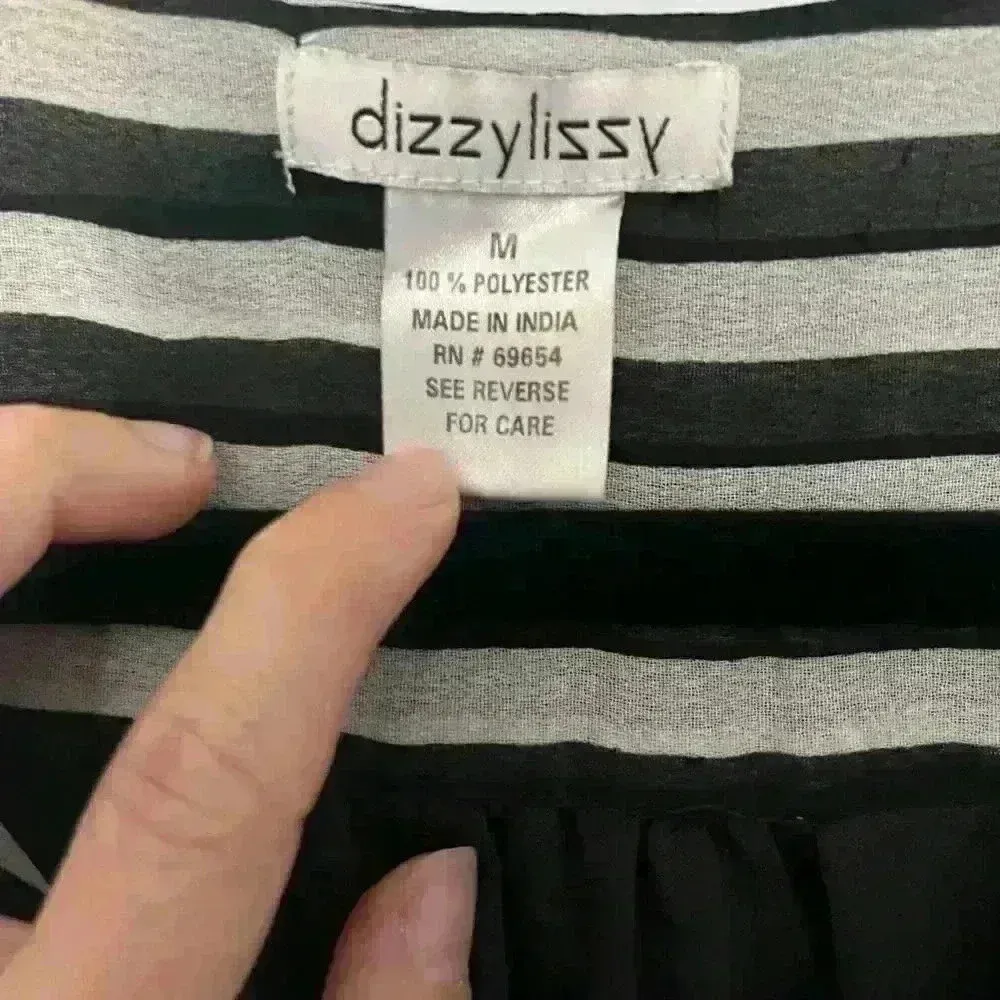 dizzylissy
M
100 % POLYESTER
MADE IN INDIA
RN # 69654
SEE REVERSE
FOR CARE